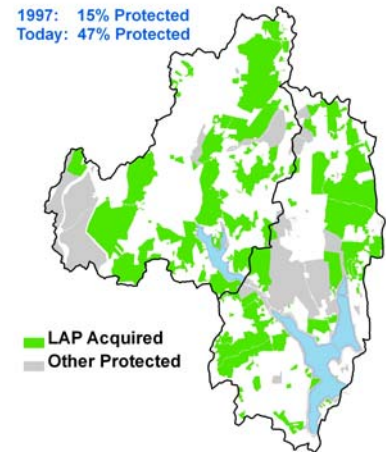 1997: 15% Protected
Today: 47% Protected
LAP Acquired
Other Protected